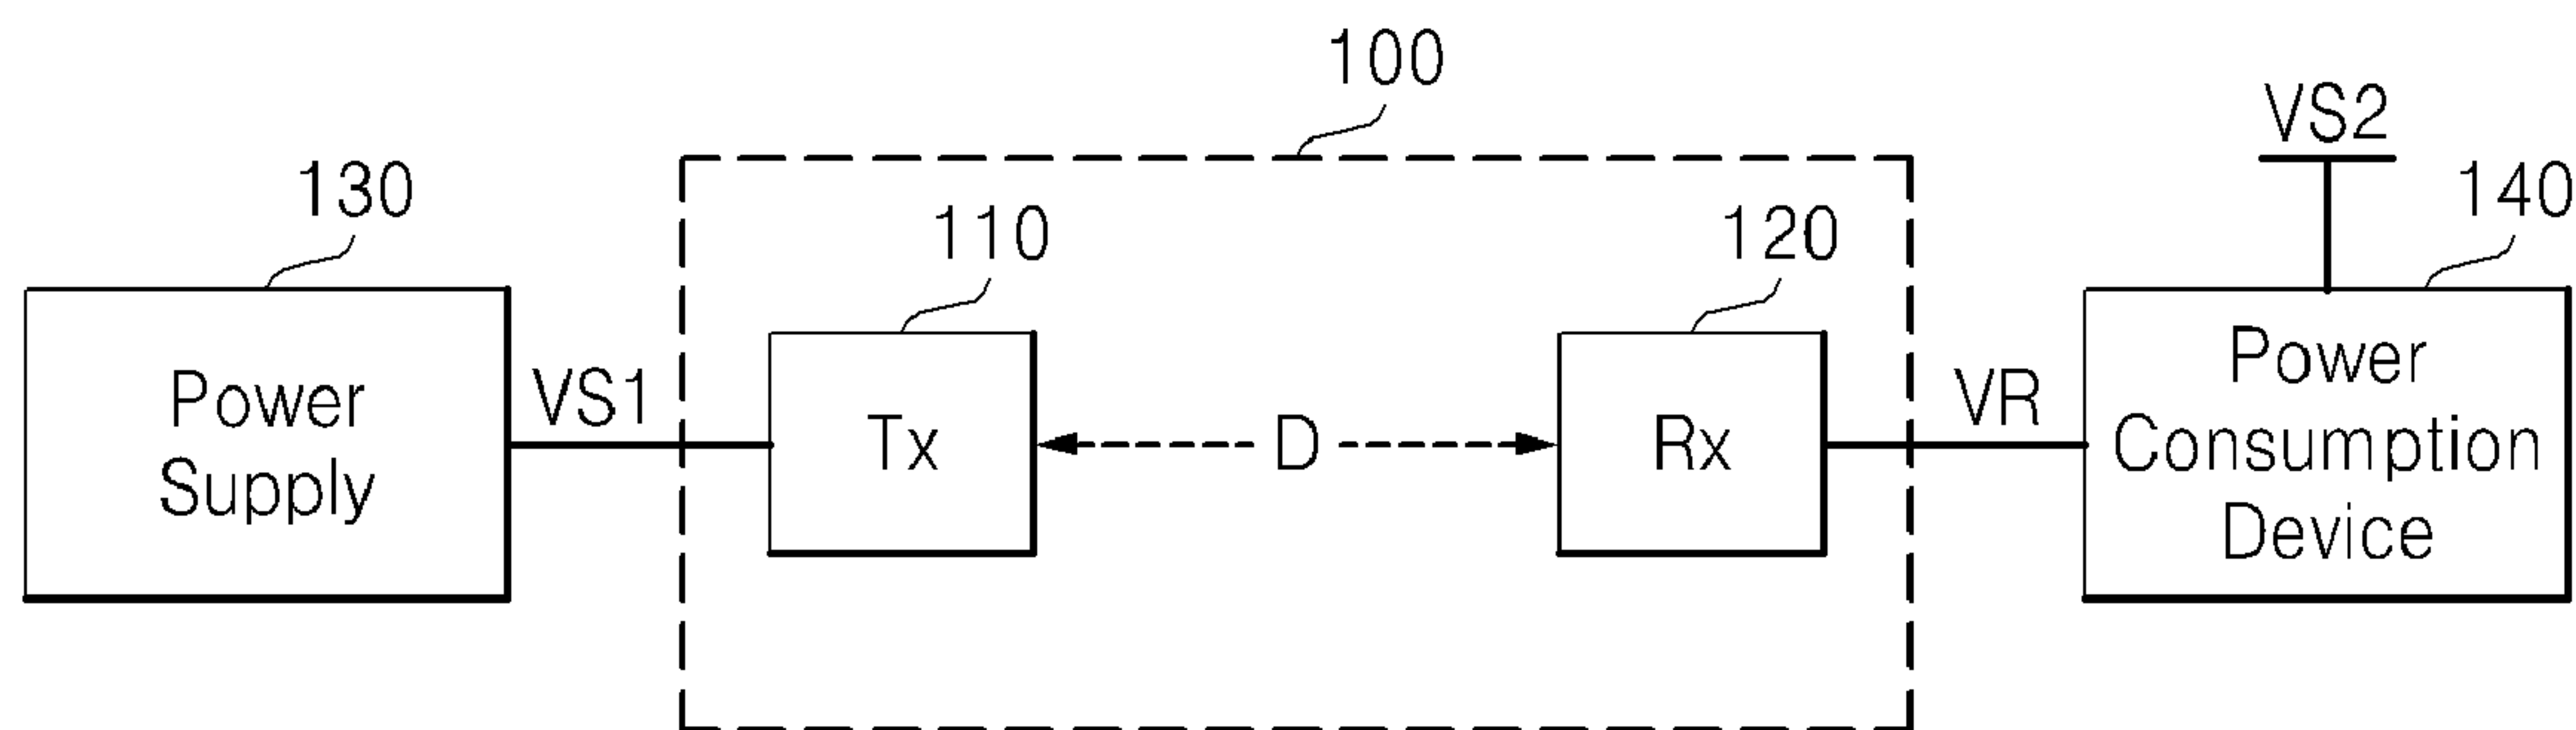 100
VS2
130
110
120
140
Power
Supply
VS1
Tx
D
Rx
VR
Power
Consumption
Device